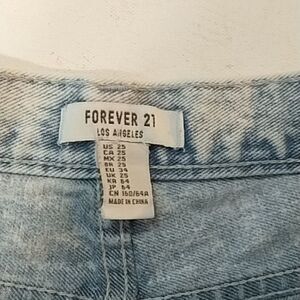 FOREVER 21
LOS ANGELES
US 25
CA 25
MX 25
BR 25
EU 34
UK 25
KR 64
JP 64
CN 160/64A
MADE IN CHINA